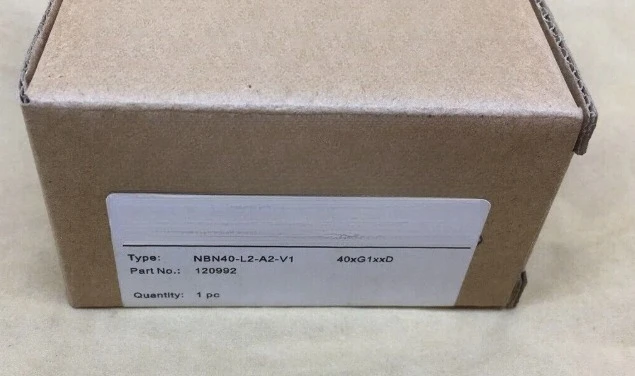 Type: NBN40-L2-A2-V1 40xG1xxD
Part No.: 120992
Quantity: 1 pc